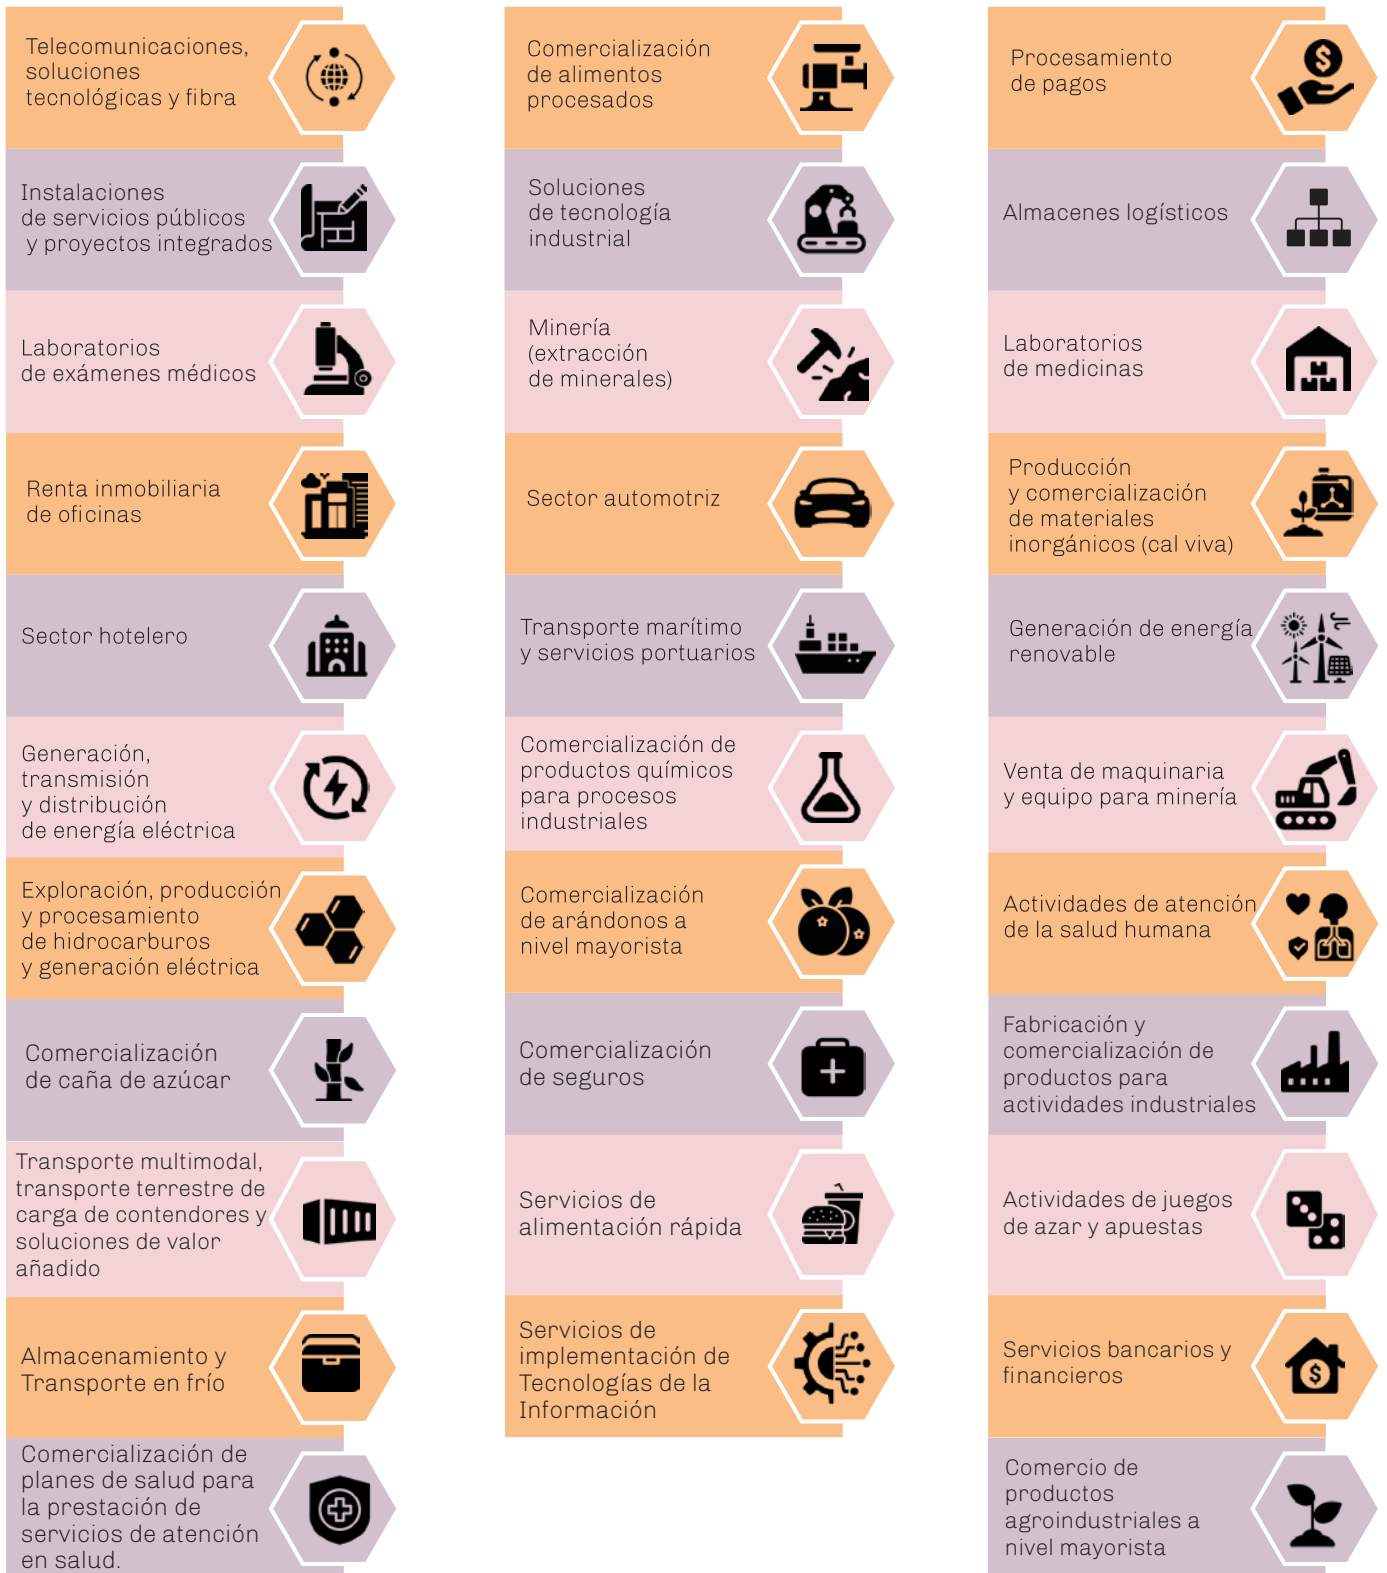 Telecomunicaciones,
soluciones
tecnológicas y fibra
Instalaciones
de servicios públicos
y proyectos integrados
Laboratorios
de exámenes médicos
Renta inmobiliaria
de oficinas
Sector hotelero
Generación,
transmisión
y distribución
de energía eléctrica
Exploración, producción
y procesamiento
de hidrocarburos
y generación eléctrica
Comercialización
de caña de azúcar
Transporte multimodal,
transporte terrestre de
carga de contendores y
soluciones de valor
añadido
Almacenamiento y
Transporte en frío
Comercialización de
planes de salud para
la prestación de
servicios de atención
en salud.
Comercialización
de alimentos
procesados
Soluciones
de tecnología
industrial
Minería
(extracción
de minerales)
Sector automotriz
Transporte marítimo
y servicios portuarios
Comercialización de
productos químicos
para procesos
industriales
Comercialización
de arándonos a
nivel mayorista
Comercialización
de seguros
Servicios de
alimentación rápida
Servicios de
implementación de
Tecnologías de la
Información
Procesamiento
de pagos
Almacenes logísticos
Laboratorios
de medicinas
Producción
y comercialización
de materiales
inorgánicos (cal viva)
Generación de energía
renovable
Venta de maquinaria
y equipo para minería
Actividades de atención
de la salud humana
Fabricación y
comercialización de
productos para
actividades industriales
Actividades de juegos
de azar y apuestas
Servicios bancarios y
financieros
Comercio de
productos
agroindustriales a
nivel mayorista